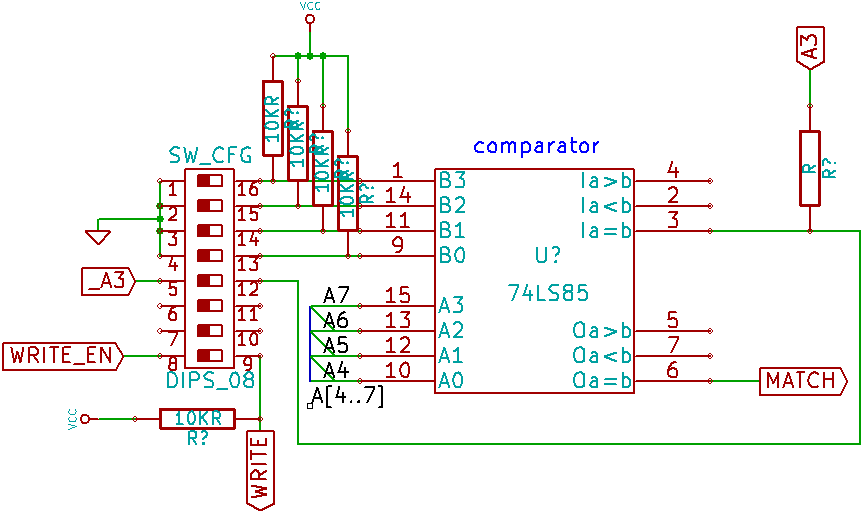 VCC
A3
10KR
R?
10KR
R?
10KR
R?
10KR
R?
R
R?
SW_CFG
comparator
1 16
2 15
3 14
4 13
5 12
6 11
7 10
8 9
DIPS_08
1 B3 Ia>b 4
14 B2 Ia<b 2
11 B1 Ia=b 3
9 B0
U?
74LS85
_A3
A7 15 A3
A6 13 A2 Oa>b 5
A5 12 A1 Oa<b 7
A4 10 A0 Oa=b 6
A[4..7]
MATCH
WRITE_EN
VCC
10KR
R?
WRITE